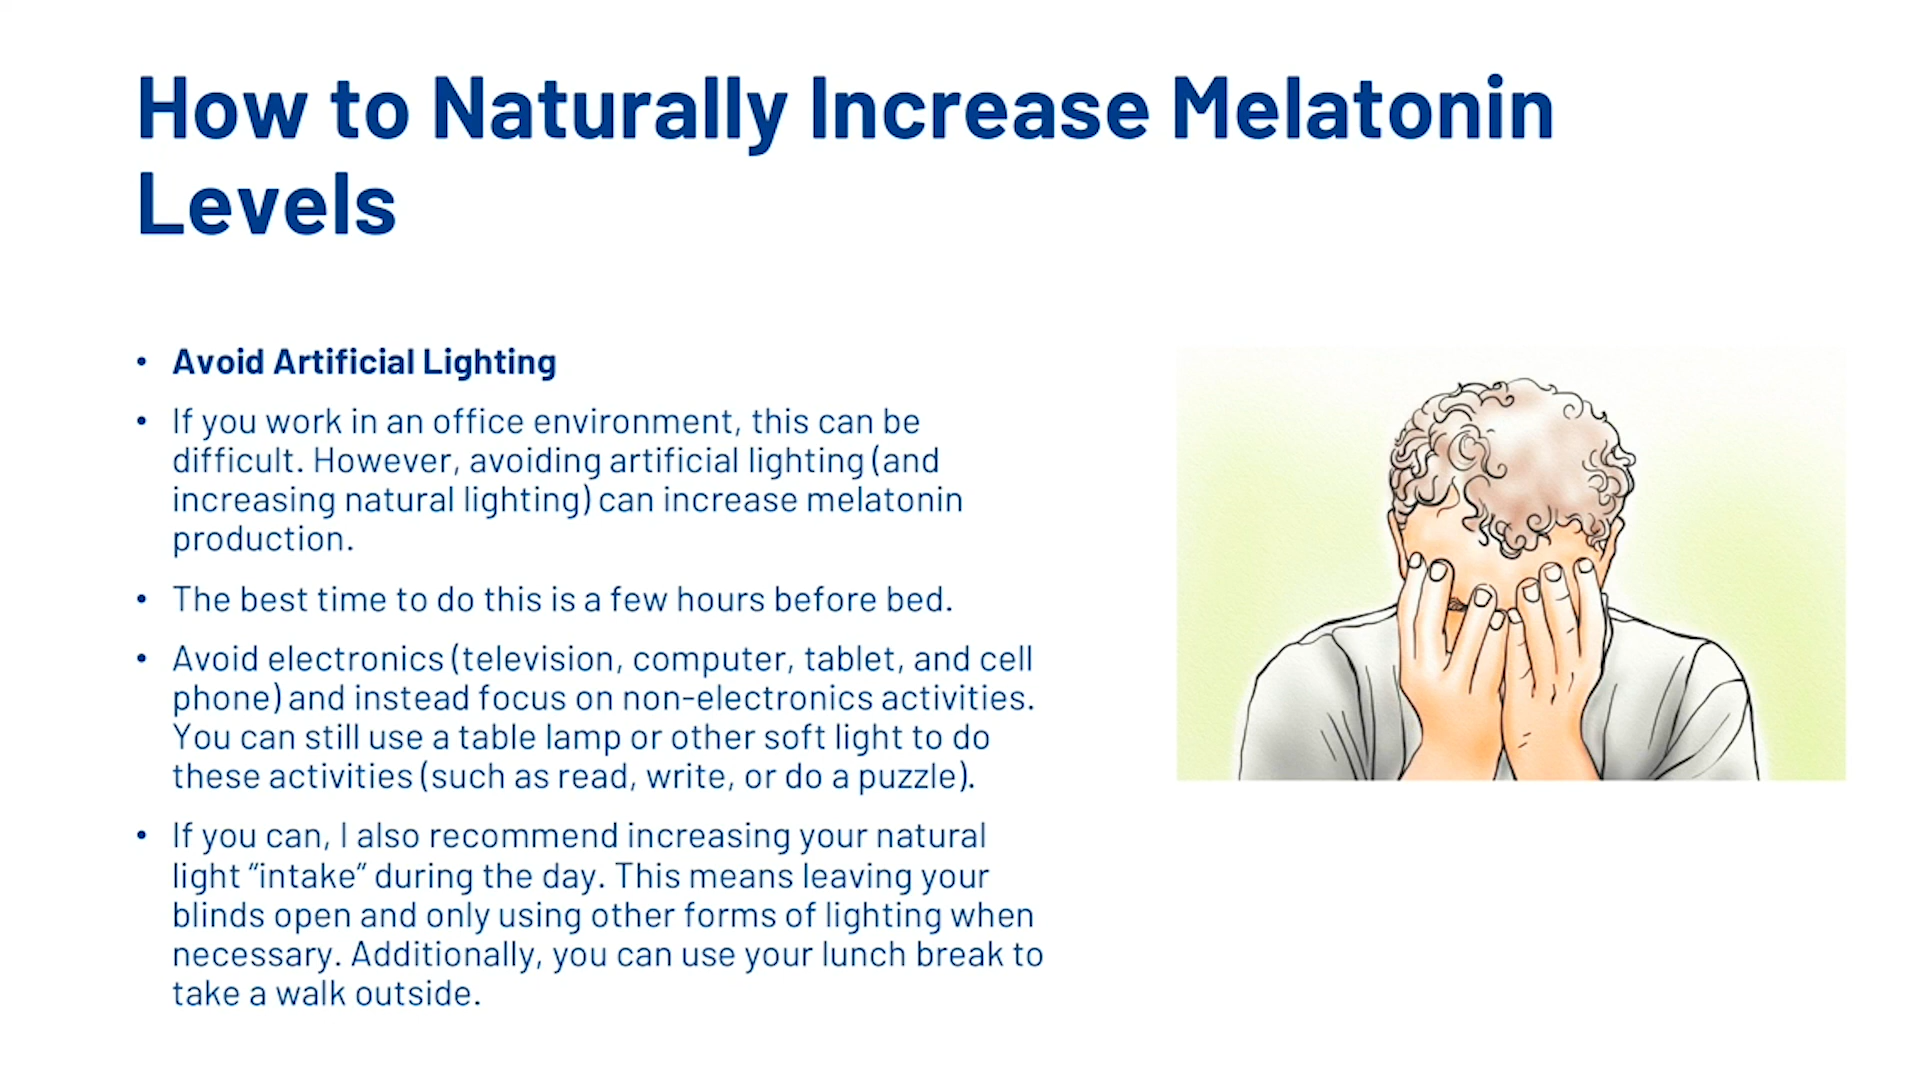 How to Naturally Increase Melatonin
Levels
• Avoid Artificial Lighting
• If you work in an office environment, this can be
difficult. However, avoiding artificial lighting (and
increasing natural lighting) can increase melatonin
production.
• The best time to do this is a few hours before bed.
• Avoid electronics (television, computer, tablet, and cell
phone) and instead focus on non-electronics activities.
You can still use a table lamp or other soft light to do
these activities (such as read, write, or do a puzzle).
• If you can, I also recommend increasing your natural
light “intake” during the day. This means leaving your
blinds open and only using other forms of lighting when
necessary. Additionally, you can use your lunch break to
take a walk outside.